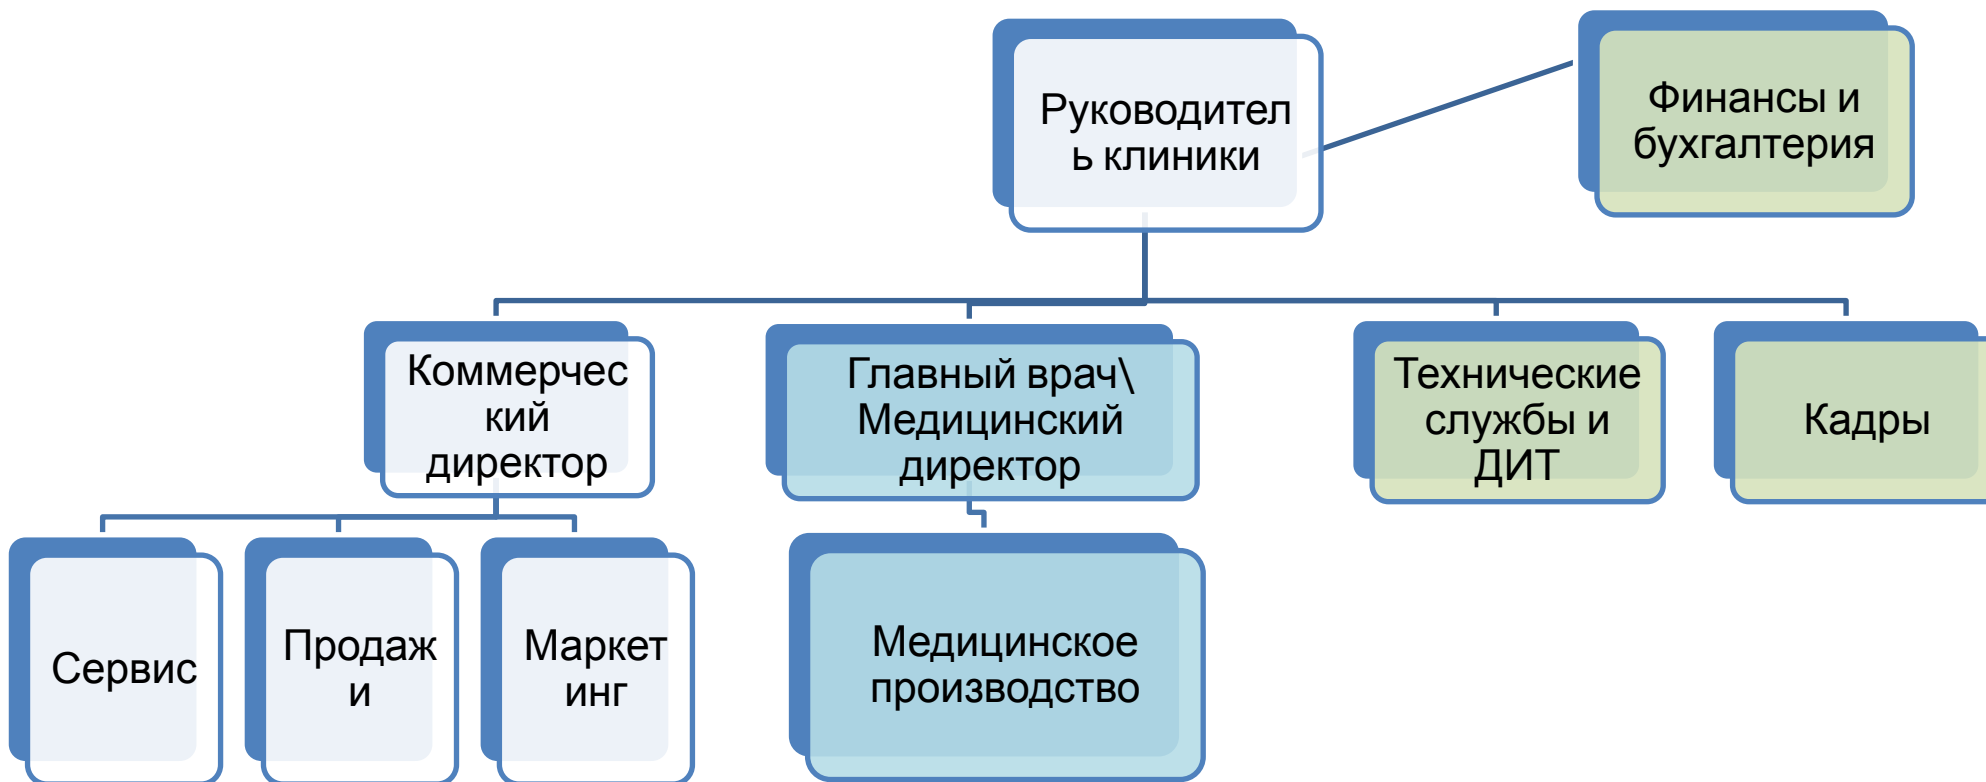 Руководител
ь клиники
Финансы и
бухгалтерия
Коммерчес
кий
директор
Главный врач\
Медицинский
директор
Технические
службы и
ДИТ
Кадры
Сервис
Продаж
и
Маркет
инг
Медицинское
производство